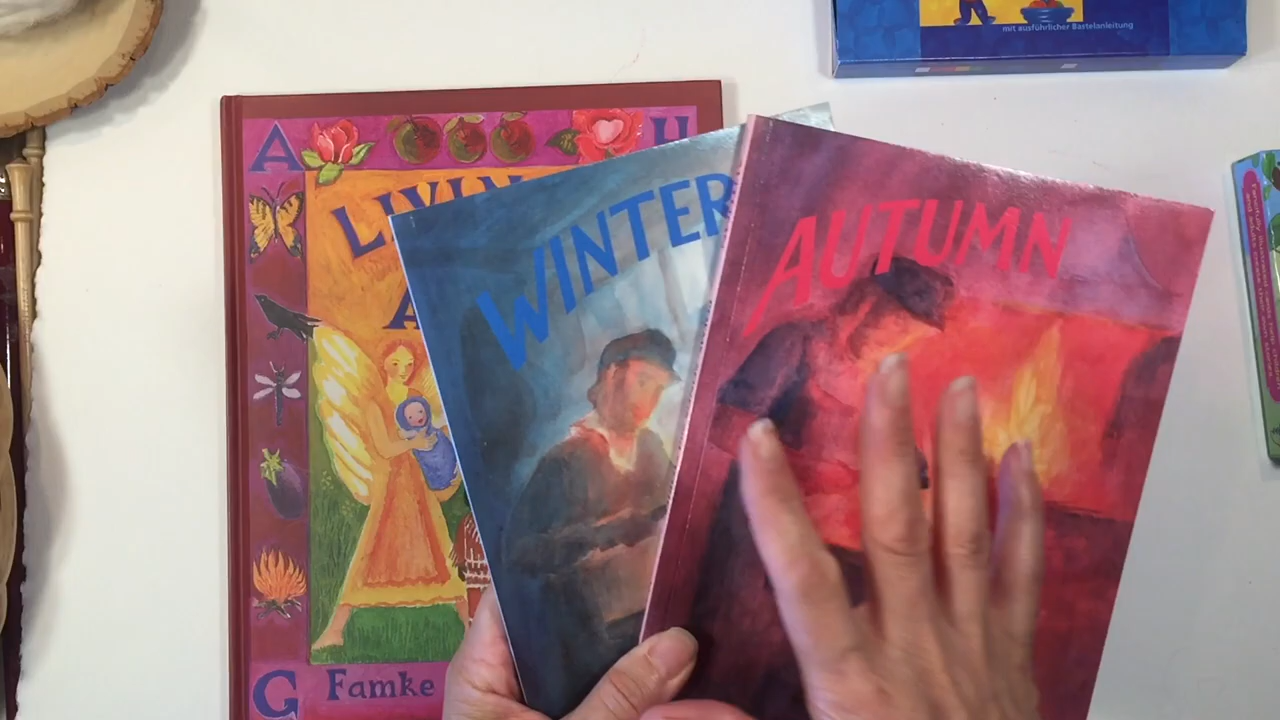 mit ausführlicher Bastelanleitung
A
H
LIVIN
A
WINTER
AUTUMN
G
Famke